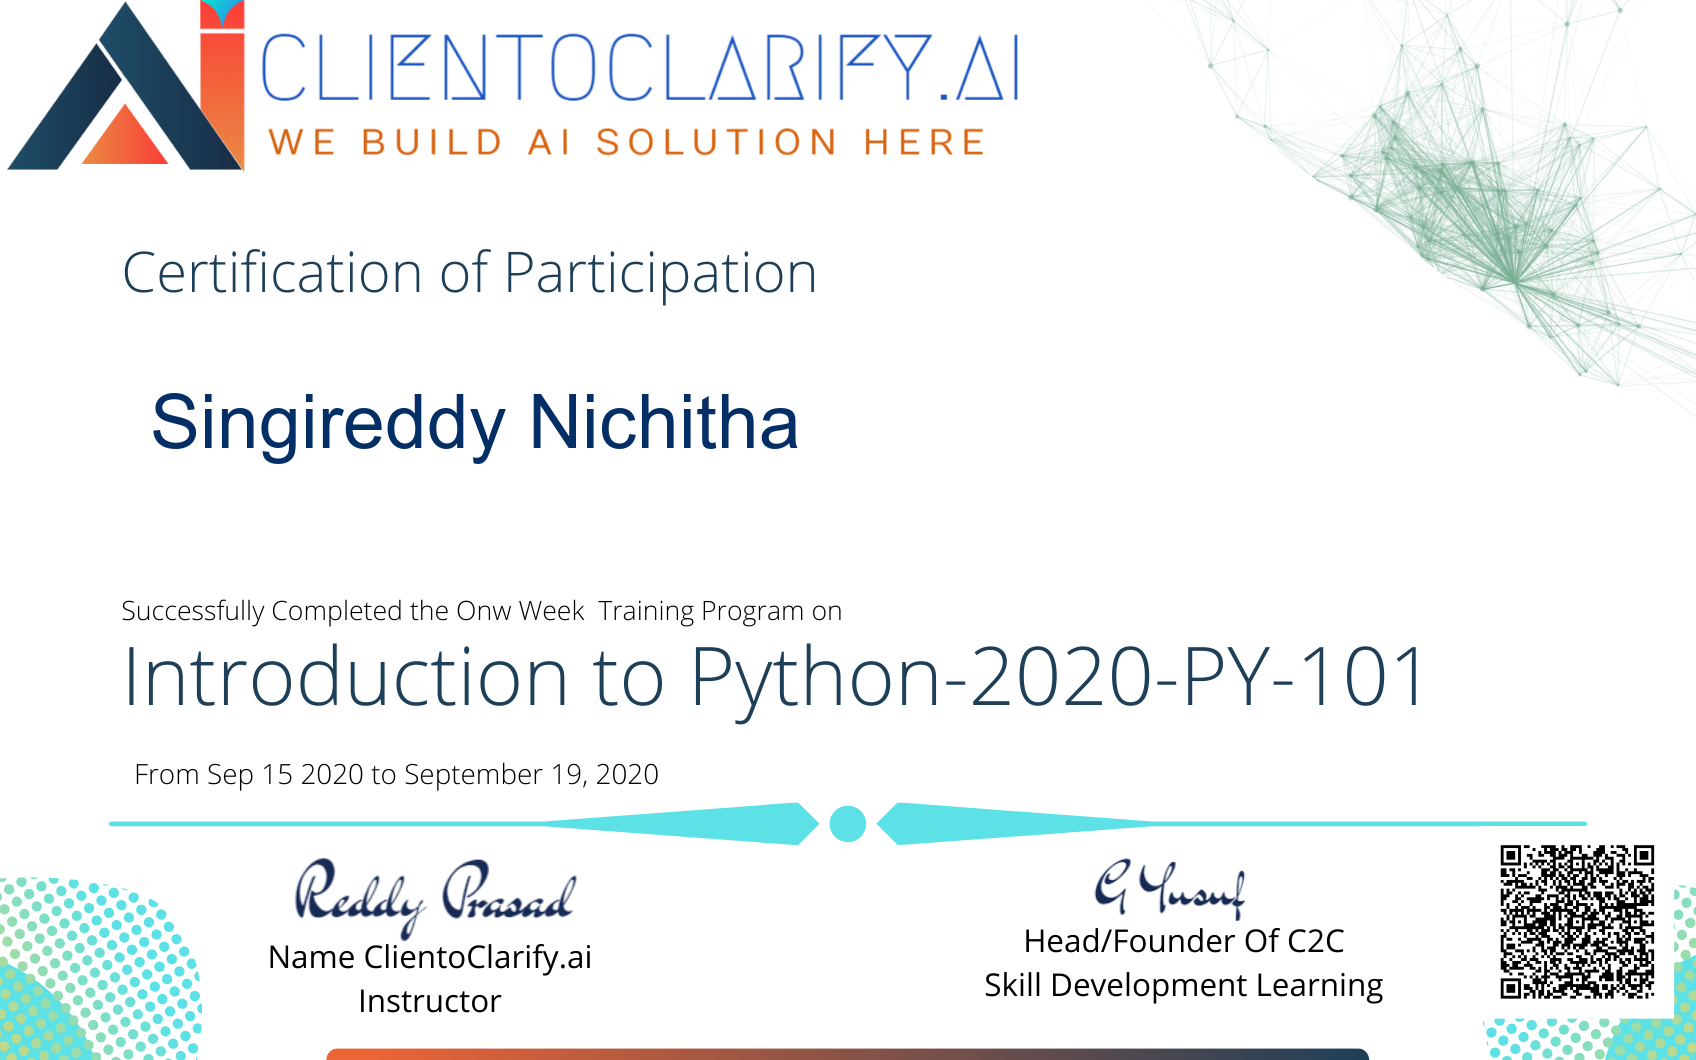 CLIENTOCLARIFY.AI
WE BUILD AI SOLUTION HERE
Certification of Participation
Singireddy Nichitha
Successfully Completed the Onw Week Training Program on
Introduction to Python-2020-PY-101
From Sep 15 2020 to September 19, 2020
Reddy Prasad
Name ClientoClarify.ai
Instructor
G Yusuf
Head/Founder Of C2C
Skill Development Learning